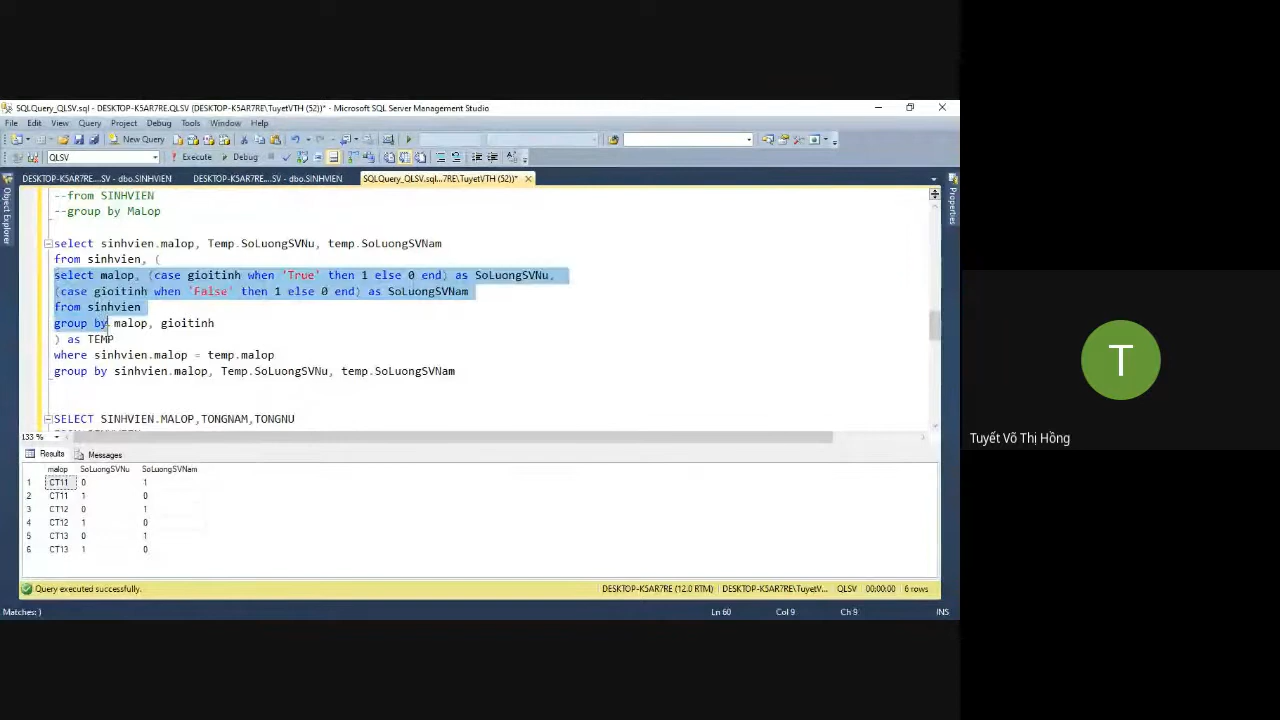 SQLQuery_QLSV.sql - DESKTOP-K5AR7RE.QLSV (DESKTOP-K5AR7RE\TuyetVTH (52))* - Microsoft SQL Server Management Studio
File Edit View Query Project Debug Tools Window Help
New Query
QLSV Execute Debug
DESKTOP-K5AR7RE....SV - dbo.SINHVIEN DESKTOP-K5AR7RE....SV - dbo.SINHVIEN SQLQuery_QLSV.sql...7RE\TuyetVTH (52))*
Object Explorer
Properties
--from SINHVIEN
--group by MaLop
select sinhvien.malop, Temp.SoLuongSVNu, temp.SoLuongSVNam
from sinhvien, (
select malop, (case gioitinh when 'True' then 1 else 0 end) as SoLuongSVNu,
(case gioitinh when 'False' then 1 else 0 end) as SoLuongSVNam
from sinhvien
group by malop, gioitinh
) as TEMP
where sinhvien.malop = temp.malop
group by sinhvien.malop, Temp.SoLuongSVNu, temp.SoLuongSVNam
SELECT SINHVIEN.MALOP,TONGNAM,TONGNU
133 %
Results Messages
malop SoLuongSVNu SoLuongSVNam
1 CT11 0 1
2 CT11 1 0
3 CT12 0 1
4 CT12 1 0
5 CT13 0 1
6 CT13 1 0
Query executed successfully. DESKTOP-K5AR7RE (12.0 RTM) DESKTOP-K5AR7RE\TuyetV... QLSV 00:00:00 6 rows
Matches: ) Ln 60 Col 9 Ch 9 INS
T
Tuyết Võ Thị Hồng